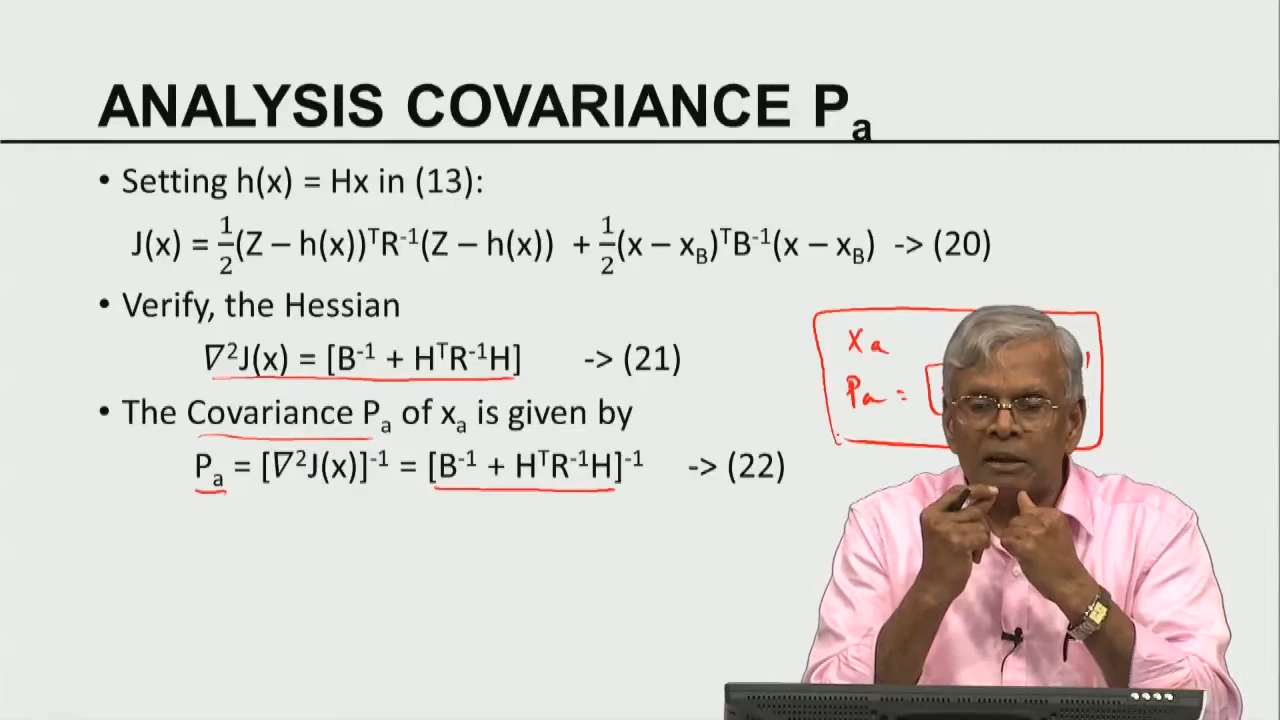 ANALYSIS COVARIANCE Pₐ
• Setting h(x) = Hx in (13):
J(x) = ½(Z – h(x))ᵀR⁻¹(Z – h(x)) + ½(x – x_B)ᵀB⁻¹(x – x_B) -> (20)
• Verify, the Hessian
∇²J(x) = [B⁻¹ + HᵀR⁻¹H] -> (21)
xₐ
• The Covariance Pₐ of xₐ is given by
Pₐ =
Pₐ = [∇²J(x)]⁻¹ = [B⁻¹ + HᵀR⁻¹H]⁻¹ -> (22)